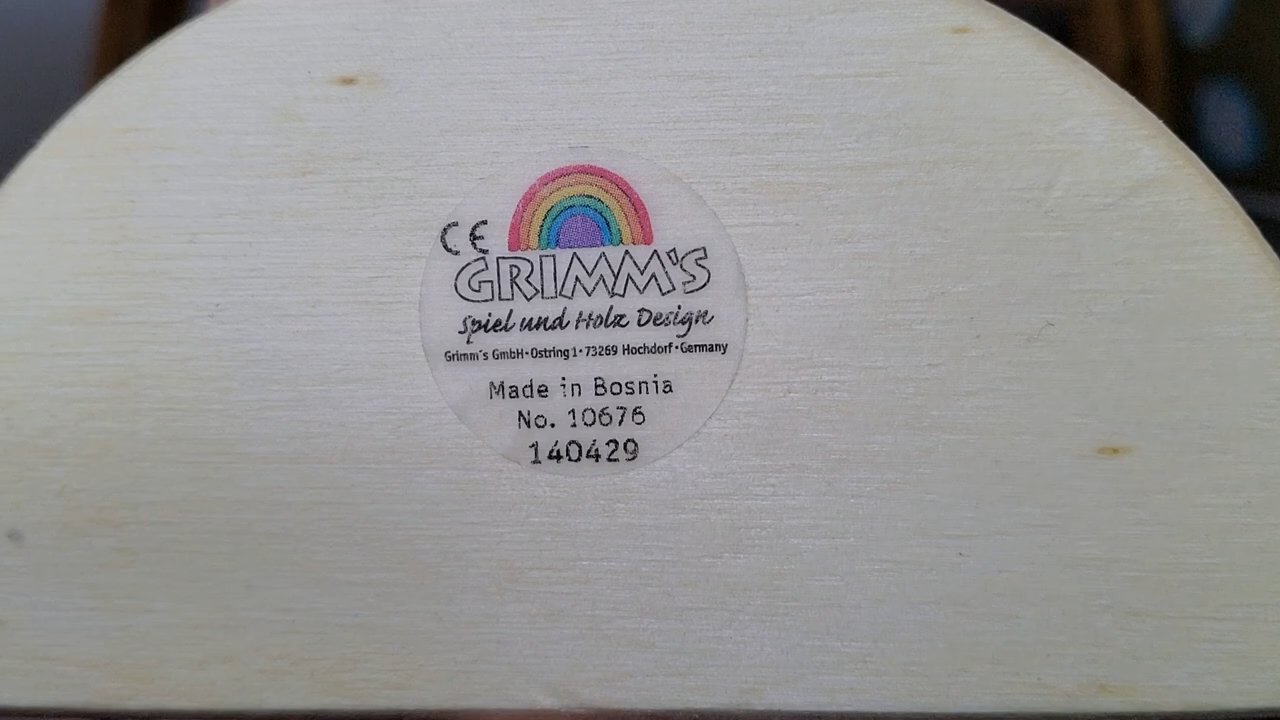 CE
GRIMM'S
Spiel und Holz Design
Grimm's GmbH•Ostring 1•73269 Hochdorf•Germany
Made in Bosnia
No. 10676
140429